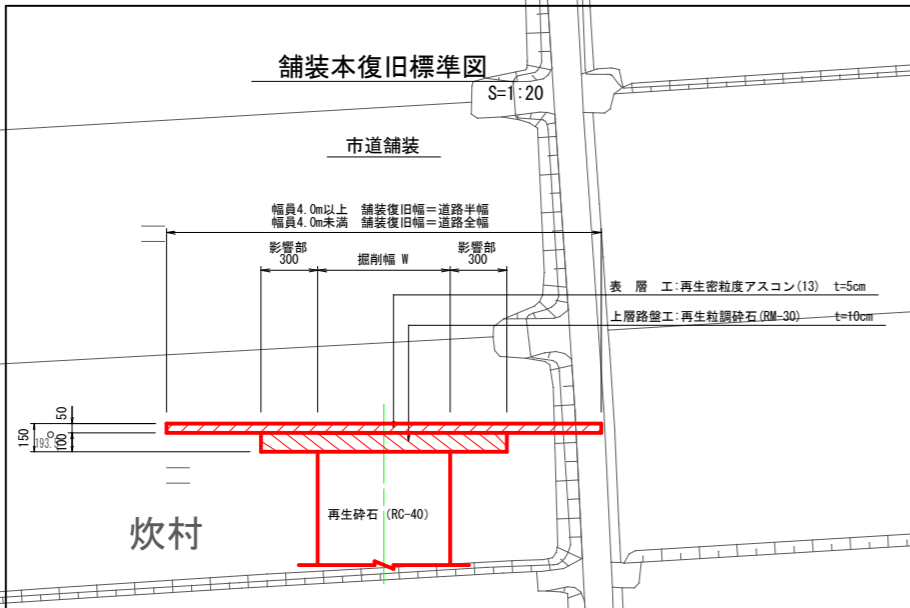 舗装本復旧標準図
S=1:20
市道舗装
幅員4.0m以上 舗装復旧幅=道路半幅
幅員4.0m未満 舗装復旧幅=道路全幅
影響部
300
掘削幅 W
影響部
300
表 層 工:再生密粒度アスコン(13) t=5cm
上層路盤工:再生粒調砕石(RM-30) t=10cm
50
150
100
再生砕石 (RC-40)
炊村